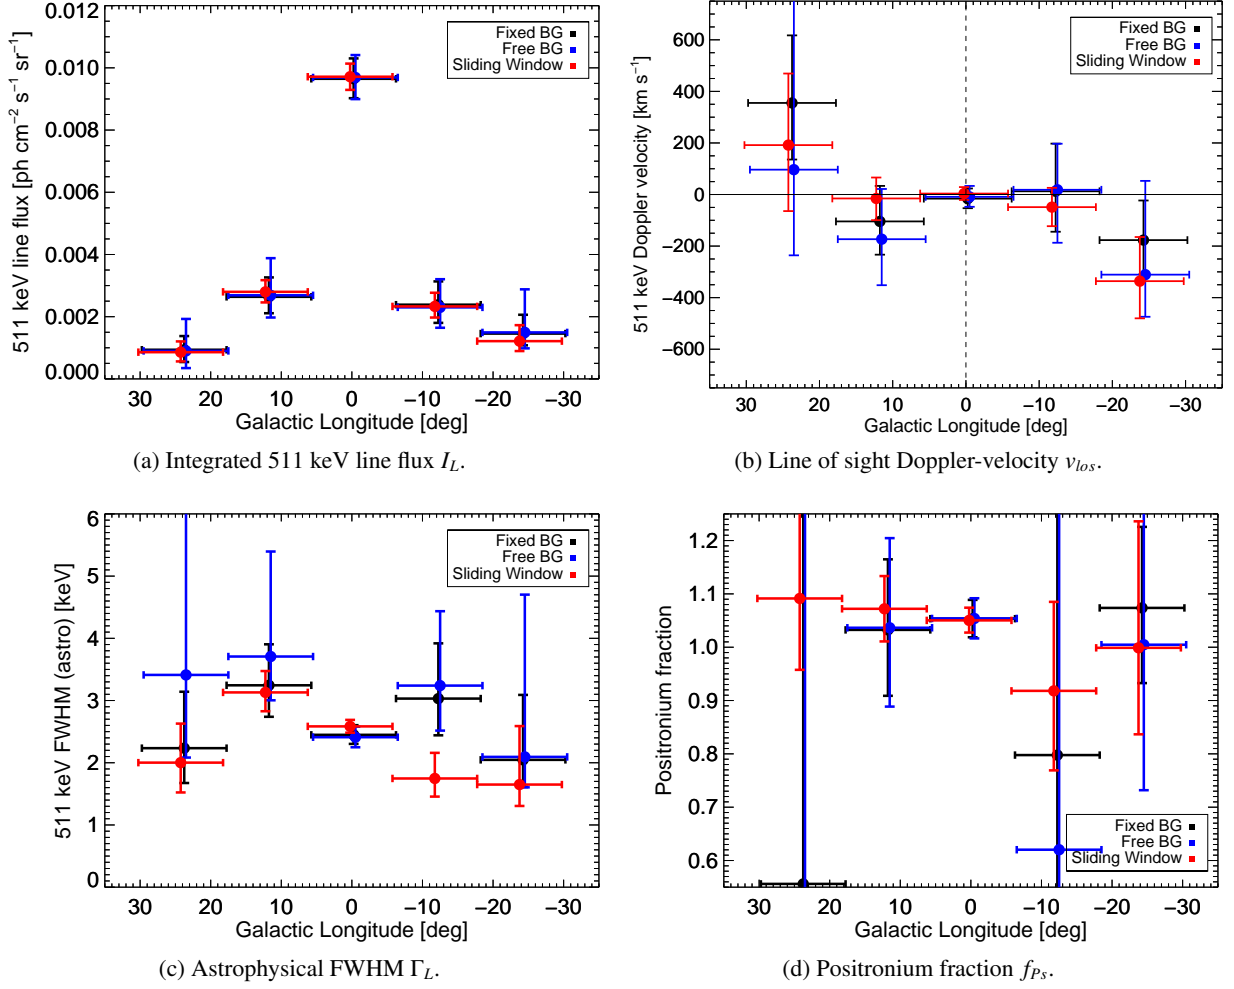 0.012
0.010
0.008
0.006
0.004
0.002
0.000
511 keV line flux [ph cm⁻² s⁻¹ sr⁻¹]
Fixed BG
Free BG
Sliding Window
30 20 10 0 −10 −20 −30
Galactic Longitude [deg]
(a) Integrated 511 keV line flux I_L.
600
400
200
0
−200
−400
−600
511 keV Doppler velocity [km s⁻¹]
Fixed BG
Free BG
Sliding Window
30 20 10 0 −10 −20 −30
Galactic Longitude [deg]
(b) Line of sight Doppler-velocity v_los.
6
5
4
3
2
1
0
511 keV FWHM (astro) [keV]
Fixed BG
Free BG
Sliding Window
30 20 10 0 −10 −20 −30
Galactic Longitude [deg]
(c) Astrophysical FWHM Γ_L.
1.2
1.1
1.0
0.9
0.8
0.7
0.6
Positronium fraction
Fixed BG
Free BG
Sliding Window
30 20 10 0 −10 −20 −30
Galactic Longitude [deg]
(d) Positronium fraction f_Ps.